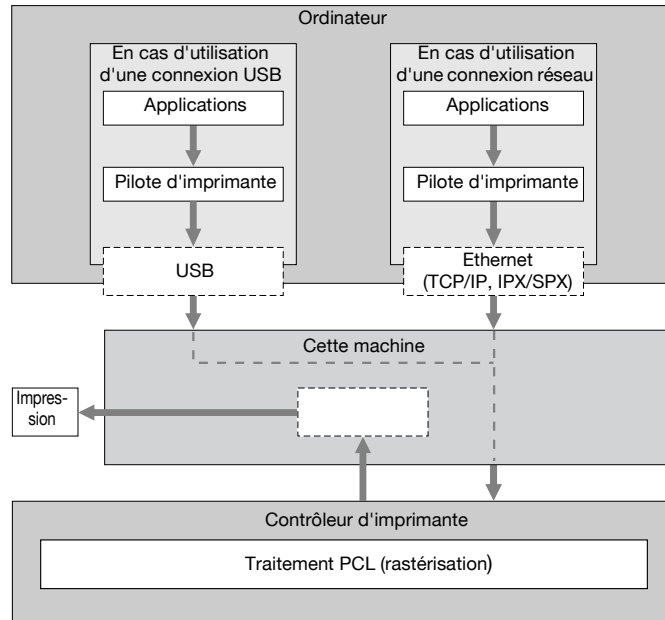 Ordinateur
En cas d'utilisation
d'une connexion USB
Applications
Pilote d'imprimante
USB
En cas d'utilisation
d'une connexion réseau
Applications
Pilote d'imprimante
Ethernet
(TCP/IP, IPX/SPX)
Cette machine
Impres-
sion
Contrôleur d'imprimante
Traitement PCL (rastérisation)